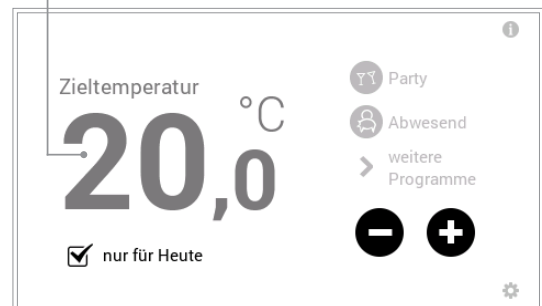 Zieltemperatur
20,0 °C
nur für Heute
Party
Abwesend
weitere
Programme